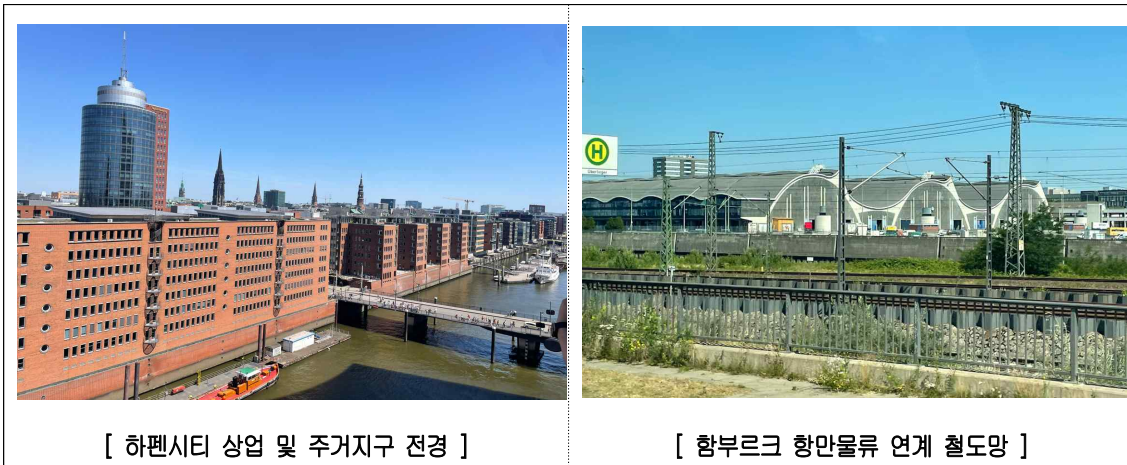 H
[ 하펜시티 상업 및 주거지구 전경 ]
[ 함부르크 항만물류 연계 철도망 ]